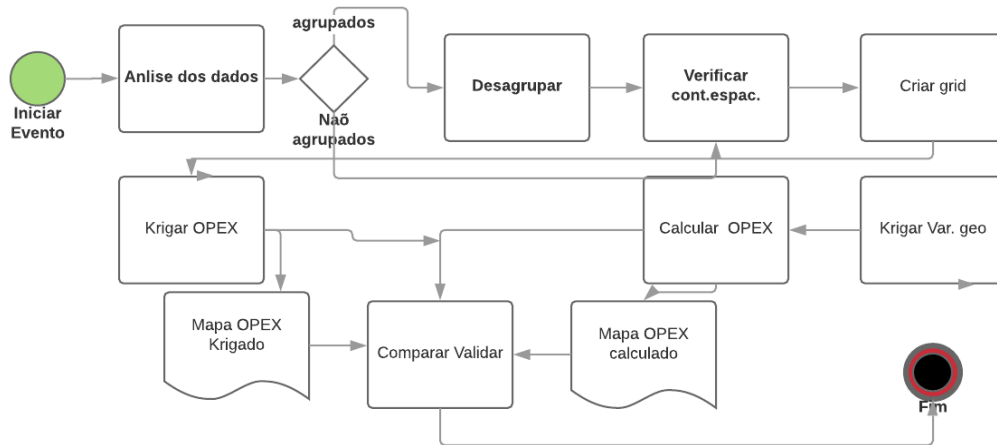 agrupados
Anlise dos dados
Iniciar
Evento
Naõ
agrupados
Desagrupar
Verificar
cont.espac.
Criar grid
Krigar OPEX
Calcular OPEX
Krigar Var. geo
Mapa OPEX
Krigado
Comparar Validar
Mapa OPEX
calculado
Fim